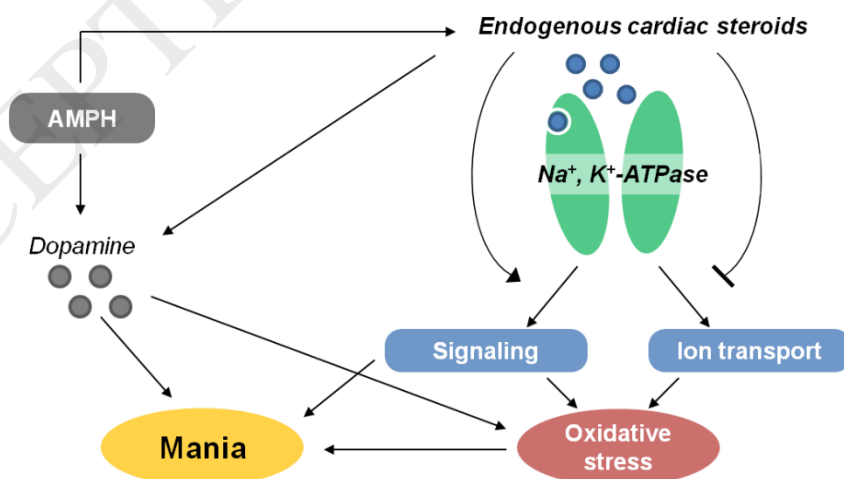 Endogenous cardiac steroids
AMPH
Na⁺, K⁺-ATPase
Dopamine
Signaling
Ion transport
Mania
Oxidative
stress